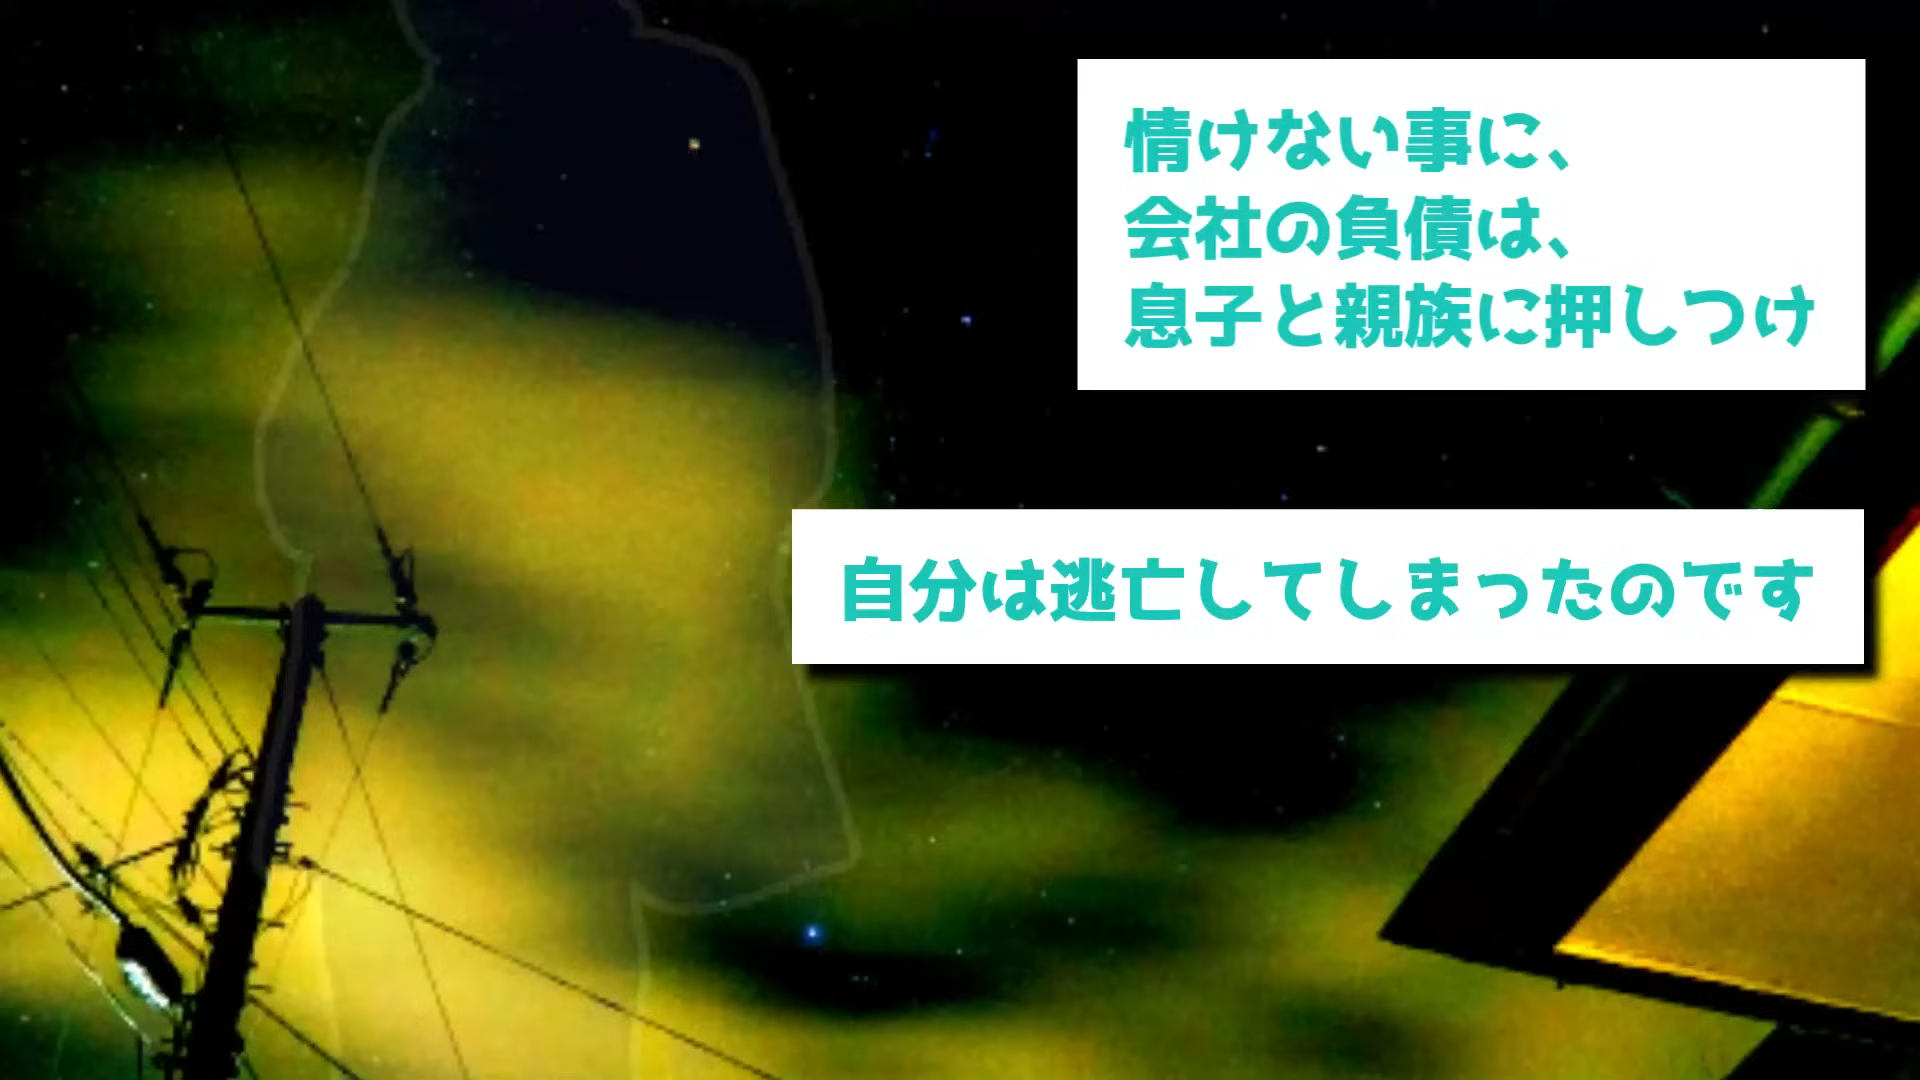 情けない事に、
会社の負債は、
息子と親族に押しつけ
自分は逃亡してしまったのです